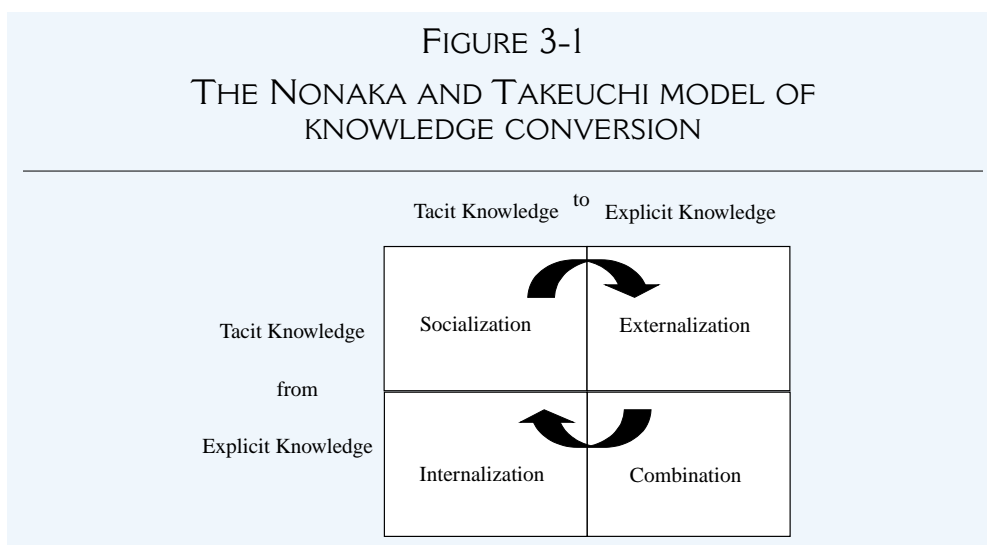 FIGURE 3-1
THE NONAKA AND TAKEUCHI MODEL OF
KNOWLEDGE CONVERSION
Tacit Knowledge to Explicit Knowledge
Socialization Externalization
Tacit Knowledge
from
Explicit Knowledge
Internalization Combination